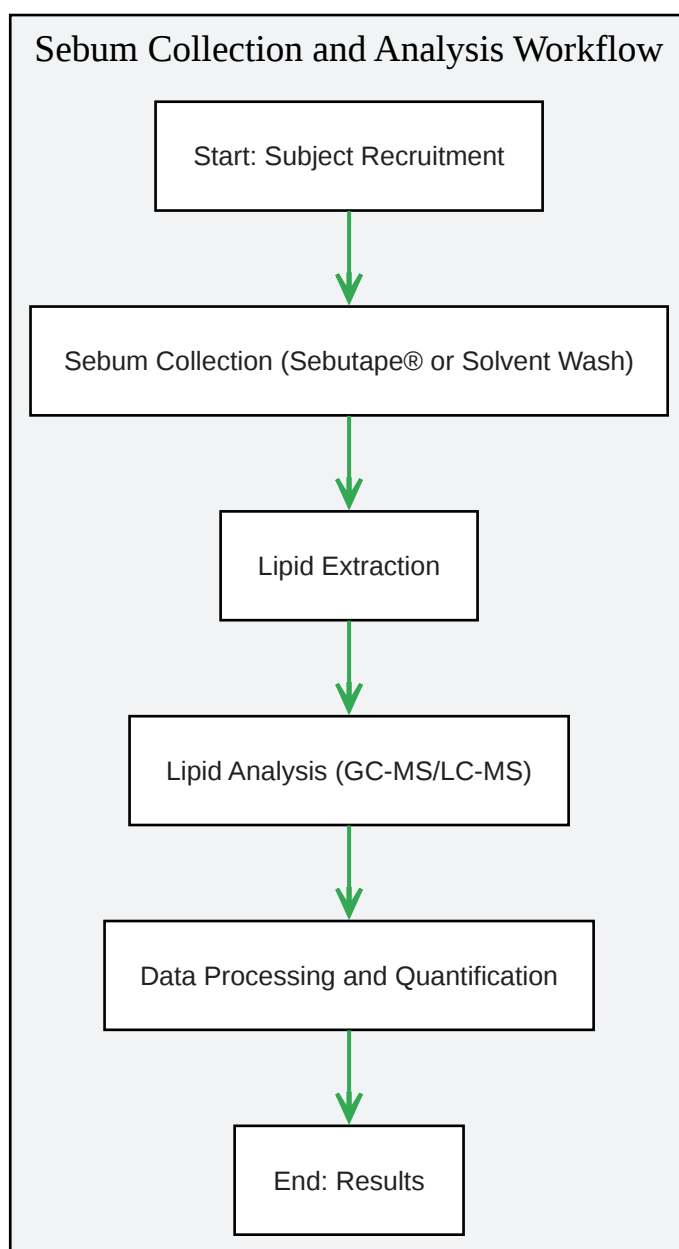 Sebum Collection and Analysis Workflow
Start: Subject Recruitment
Sebum Collection (Sebutape® or Solvent Wash)
Lipid Extraction
Lipid Analysis (GC-MS/LC-MS)
Data Processing and Quantification
End: Results